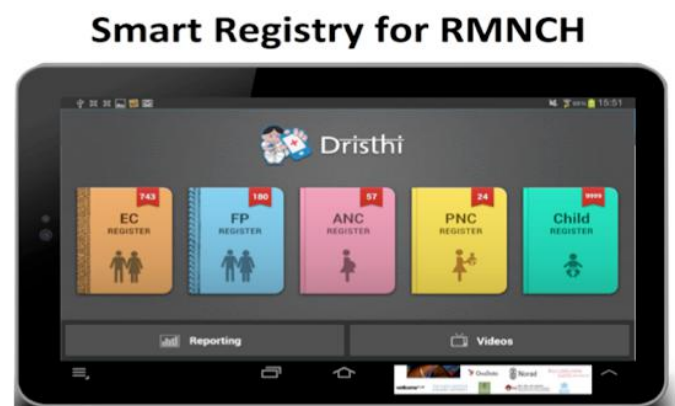 Smart Registry for RMNCH
15:51
Dristhi
743
EC
REGISTER
180
FP
REGISTER
57
ANC
REGISTER
24
PNC
REGISTER
9999
Child
REGISTER
Reporting
Videos
Norad